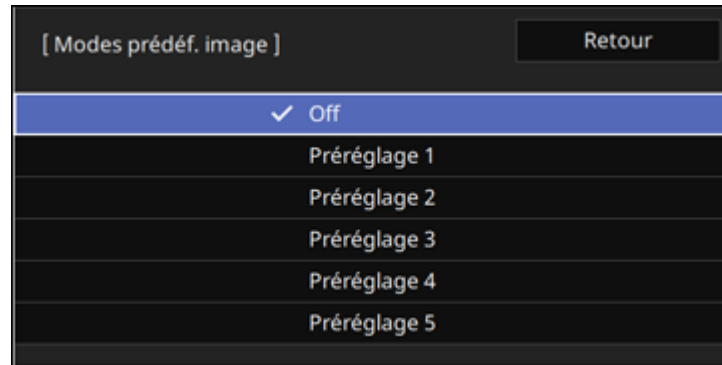 [ Modes prédéf. image ]
Retour
Off
Préréglage 1
Préréglage 2
Préréglage 3
Préréglage 4
Préréglage 5